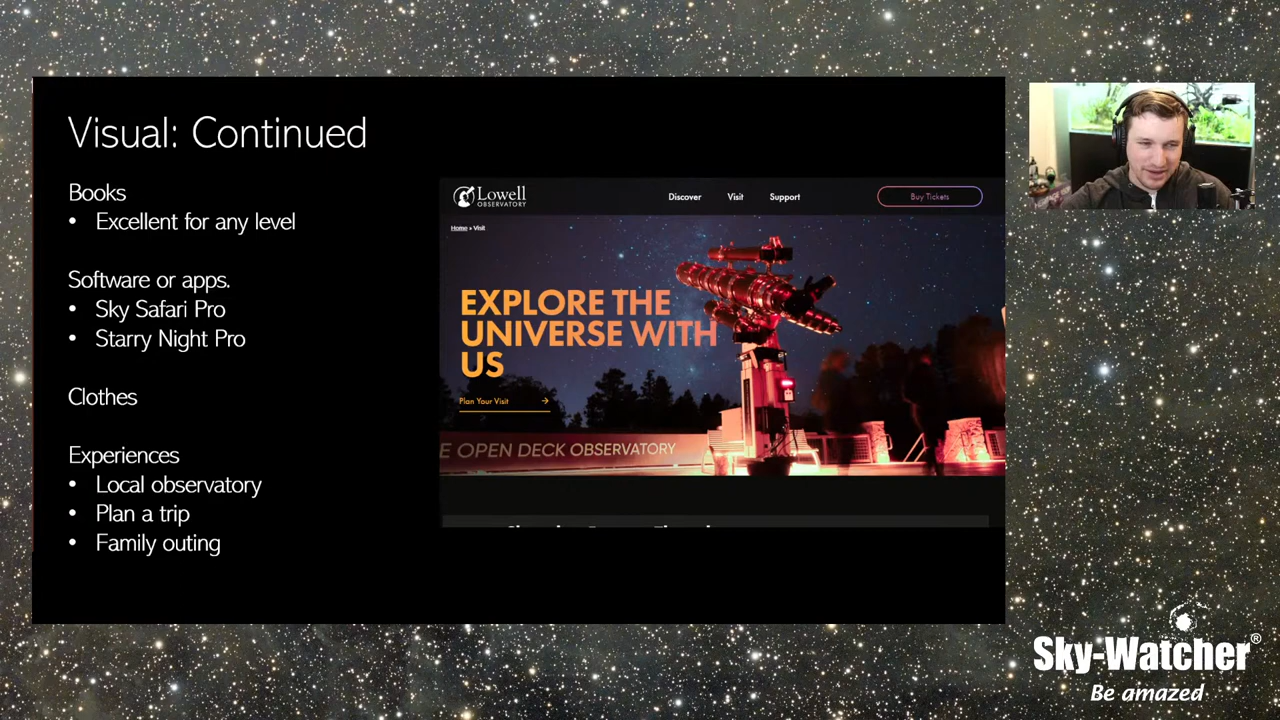 Visual: Continued
Books
• Excellent for any level
Software or apps.
• Sky Safari Pro
• Starry Night Pro
Clothes
Experiences
• Local observatory
• Plan a trip
• Family outing
Lowell
OBSERVATORY
Discover
Visit
Support
Buy Tickets
Home » Visit
EXPLORE THE
UNIVERSE WITH
US
Plan Your Visit →
E OPEN DECK OBSERVATORY
Sky-Watcher®
Be amazed